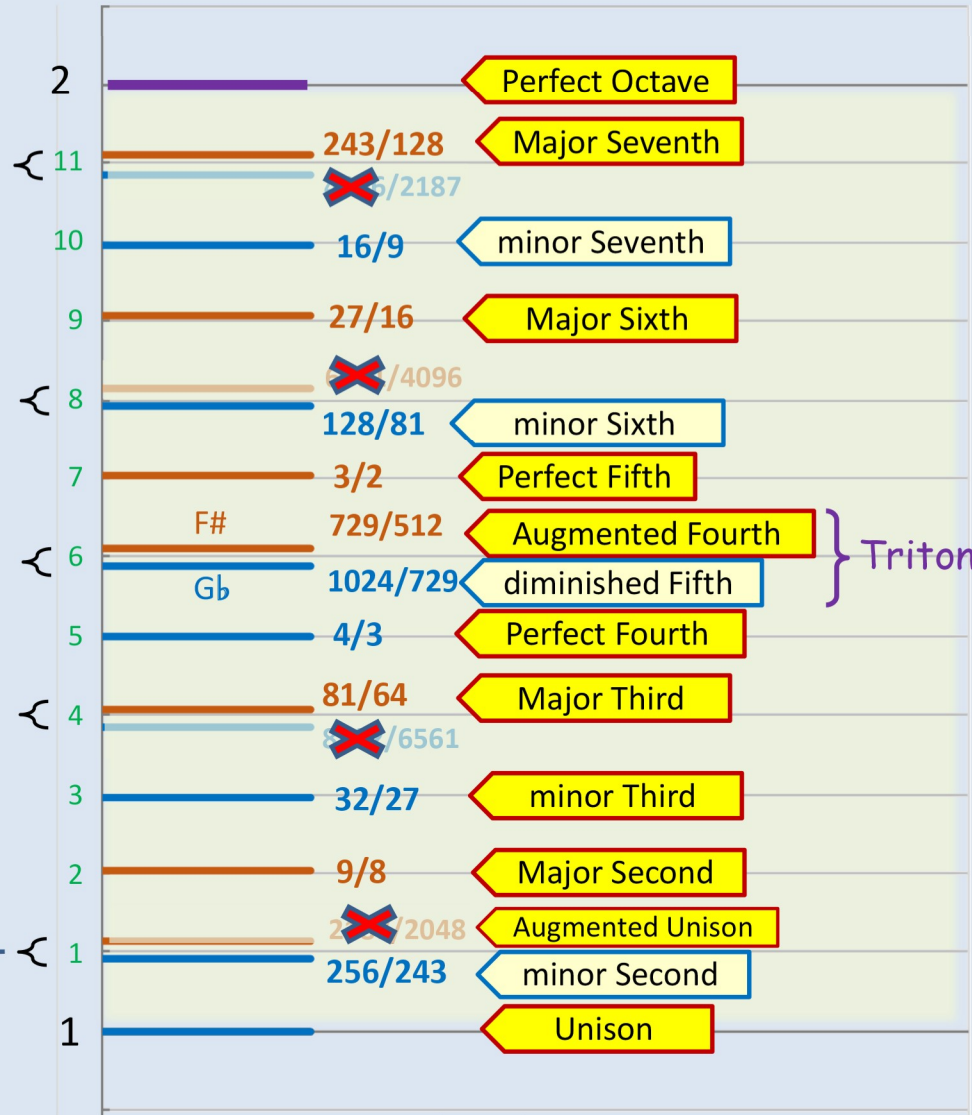 2 Perfect Octave
243/128 Major Seventh
11
/2187
10 16/9 minor Seventh
9 27/16 Major Sixth
/4096
8
128/81 minor Sixth
7 3/2 Perfect Fifth
F# 729/512 Augmented Fourth
6 Triton
G♭ 1024/729 diminished Fifth
5 4/3 Perfect Fourth
81/64 Major Third
4
/6561
3 32/27 minor Third
2 9/8 Major Second
/2048 Augmented Unison
1
256/243 minor Second
1 Unison